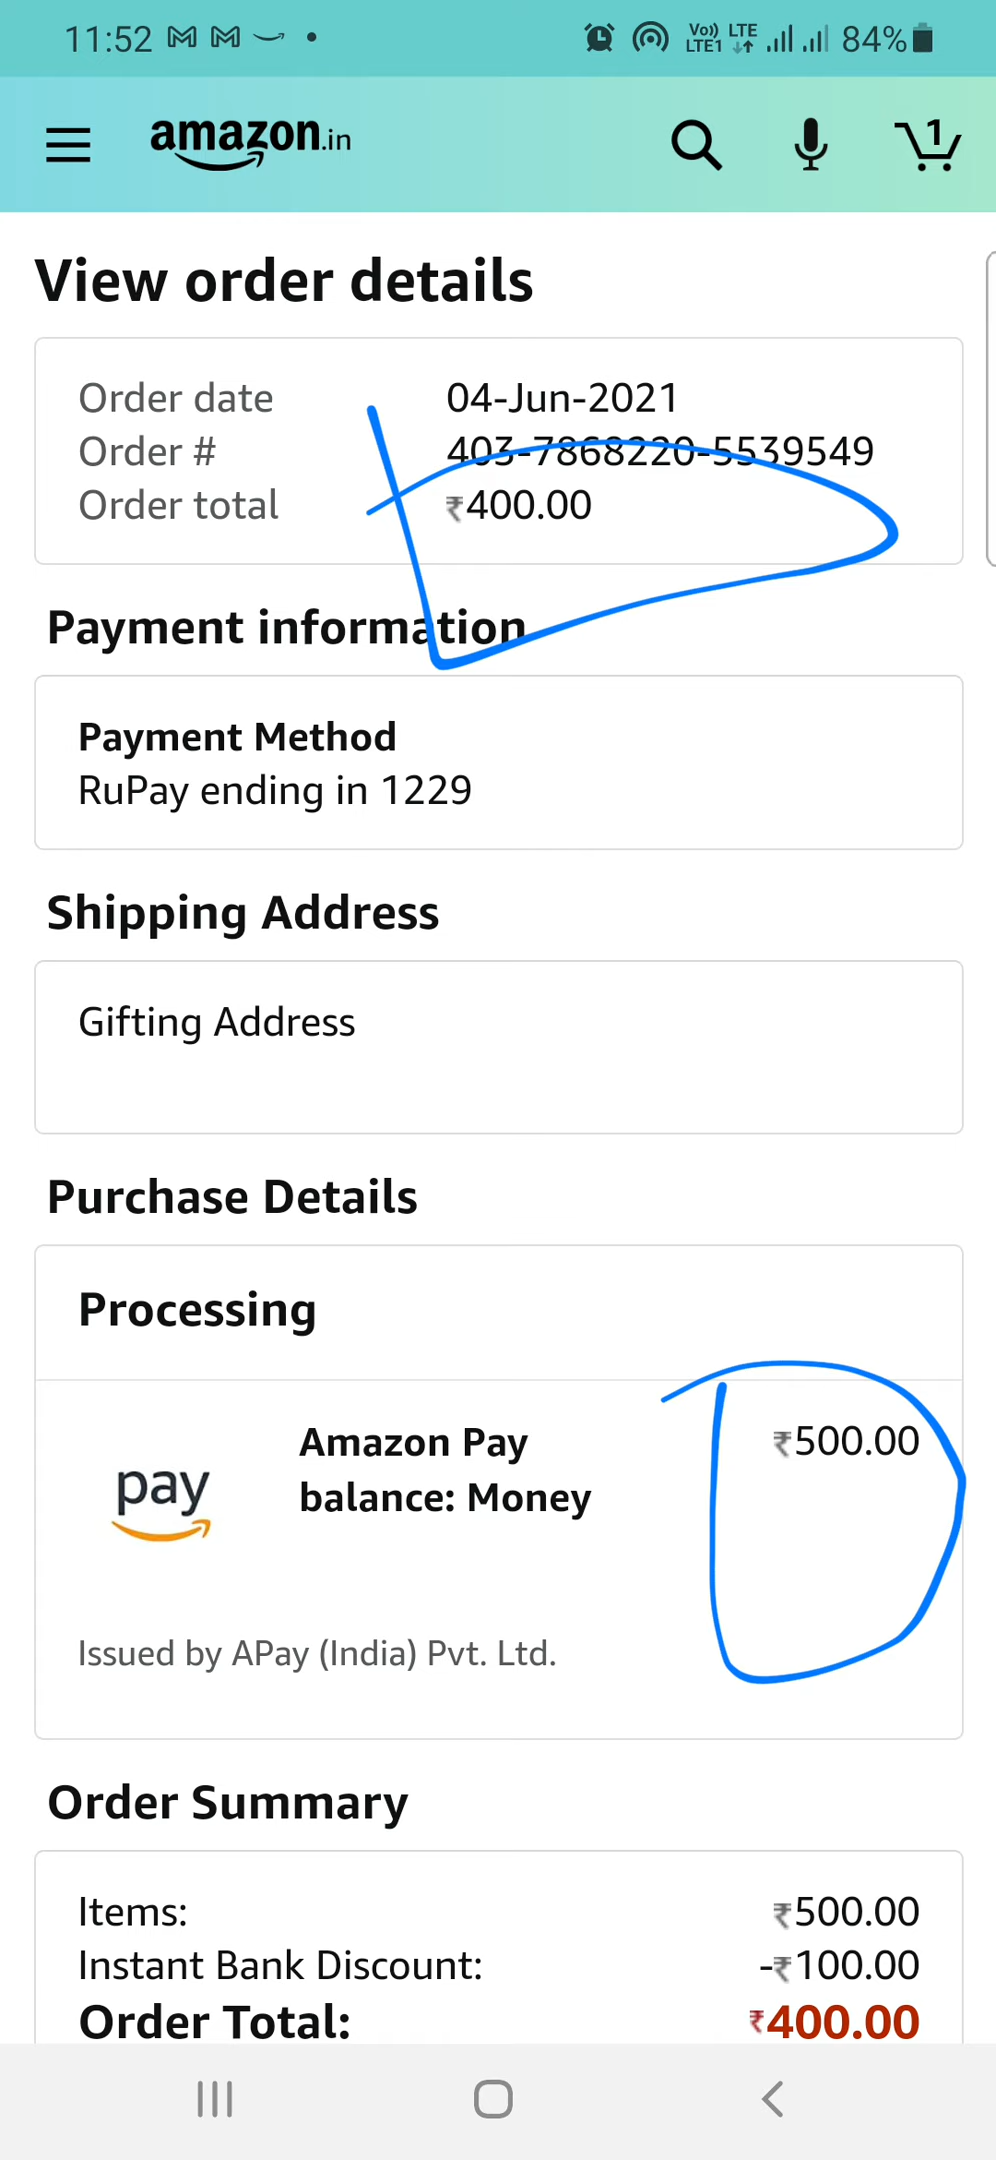 11:52 Vo)) LTE1 LTE 84%
amazon.in 1
View order details
Order date 04-Jun-2021
Order # 403-7868220-5539549
Order total ₹400.00
Payment information
Payment Method
RuPay ending in 1229
Shipping Address
Gifting Address
Purchase Details
Processing
Amazon Pay ₹500.00
balance: Money
pay
Issued by APay (India) Pvt. Ltd.
Order Summary
Items: ₹500.00
Instant Bank Discount: -₹100.00
Order Total: ₹400.00